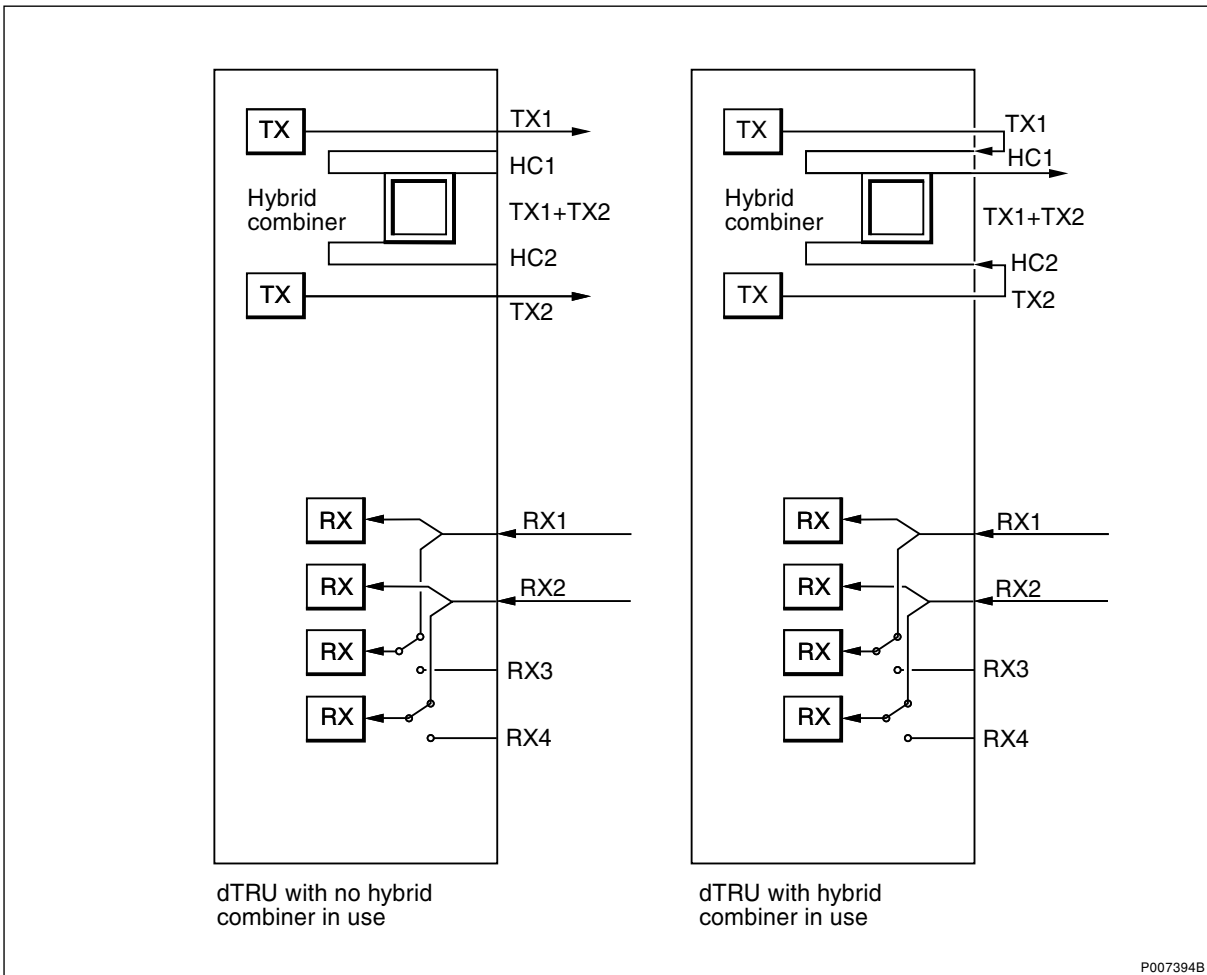 TX
TX1
HC1
Hybrid
combiner
TX1+TX2
HC2
TX
TX2
RX
RX1
RX
RX2
RX
RX3
RX
RX4
dTRU with no hybrid
combiner in use
TX
TX1
HC1
Hybrid
combiner
TX1+TX2
HC2
TX
TX2
RX
RX1
RX
RX2
RX
RX3
RX
RX4
dTRU with hybrid
combiner in use
P007394B